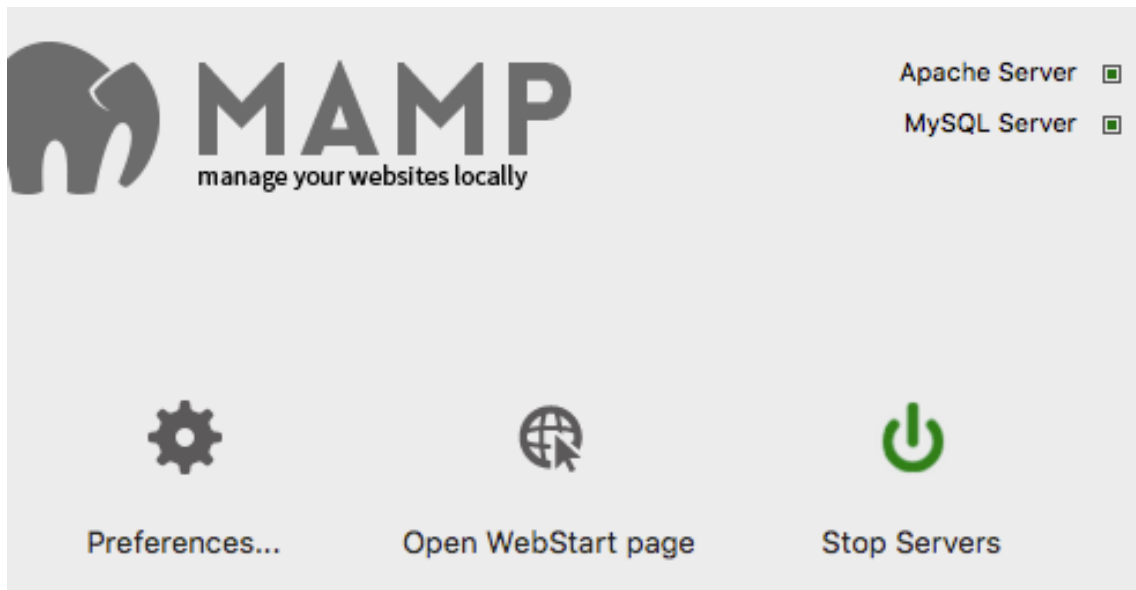 MAMP
manage your websites locally
Apache Server
MySQL Server
Preferences...
Open WebStart page
Stop Servers